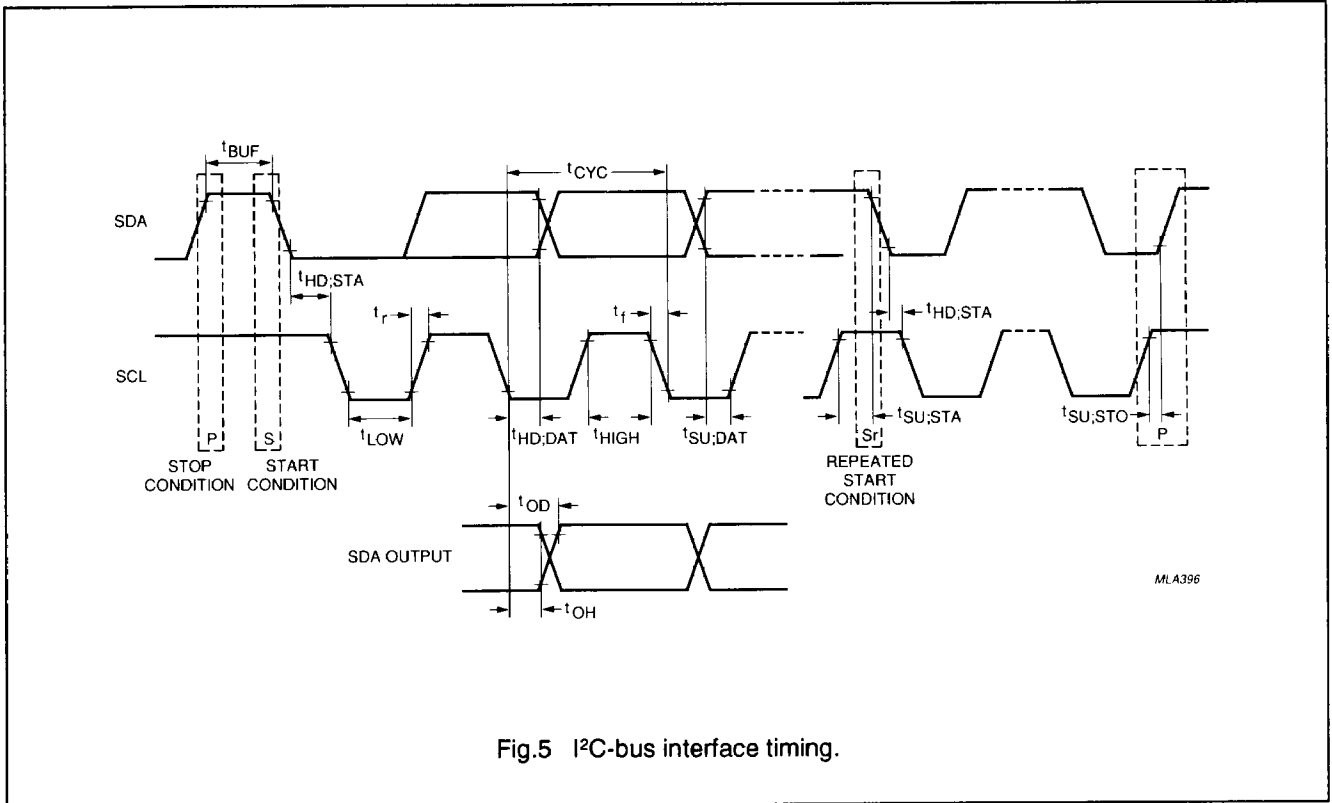 tBUF
tCYC
SDA
tHD;STA
tr
tf
tHD;STA
SCL
tLOW
tHD;DAT
tHIGH
tSU;DAT
tSU;STA
tSU;STO
P
S
Sr
P
STOP
CONDITION
START
CONDITION
REPEATED
START
CONDITION
tOD
SDA OUTPUT
MLA396
tOH
Fig.5 I²C-bus interface timing.